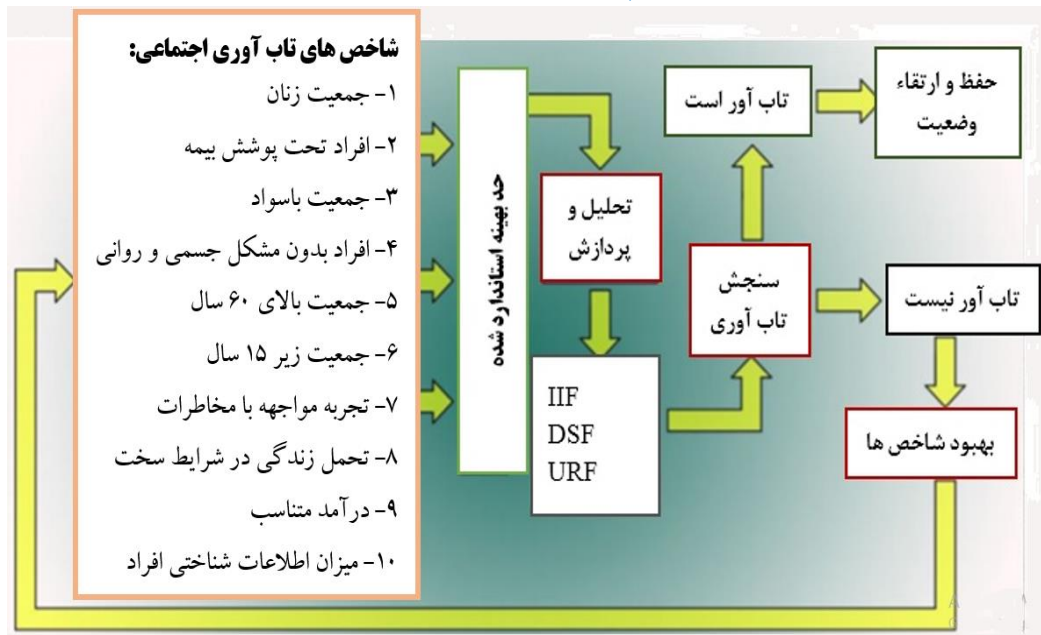 شاخص های تاب آوری اجتماعی:
۱- جمعیت زنان
۲- افراد تحت پوشش بیمه
۳- جمعیت باسواد
۴- افراد بدون مشکل جسمی و روانی
۵- جمعیت بالای ۶۰ سال
۶- جمعیت زیر ۱۵ سال
۷- تجربه مواجهه با مخاطرات
۸- تحمل زندگی در شرایط سخت
۹- درآمد متناسب
۱۰- میزان اطلاعات شناختی افراد
حد بهینه استاندارد شده
تحلیل و
پردازش
IIF
DSF
URF
سنجش
تاب آوری
تاب آور است
حفظ و ارتقاء
وضعیت
تاب آور نیست
بهبود شاخص ها